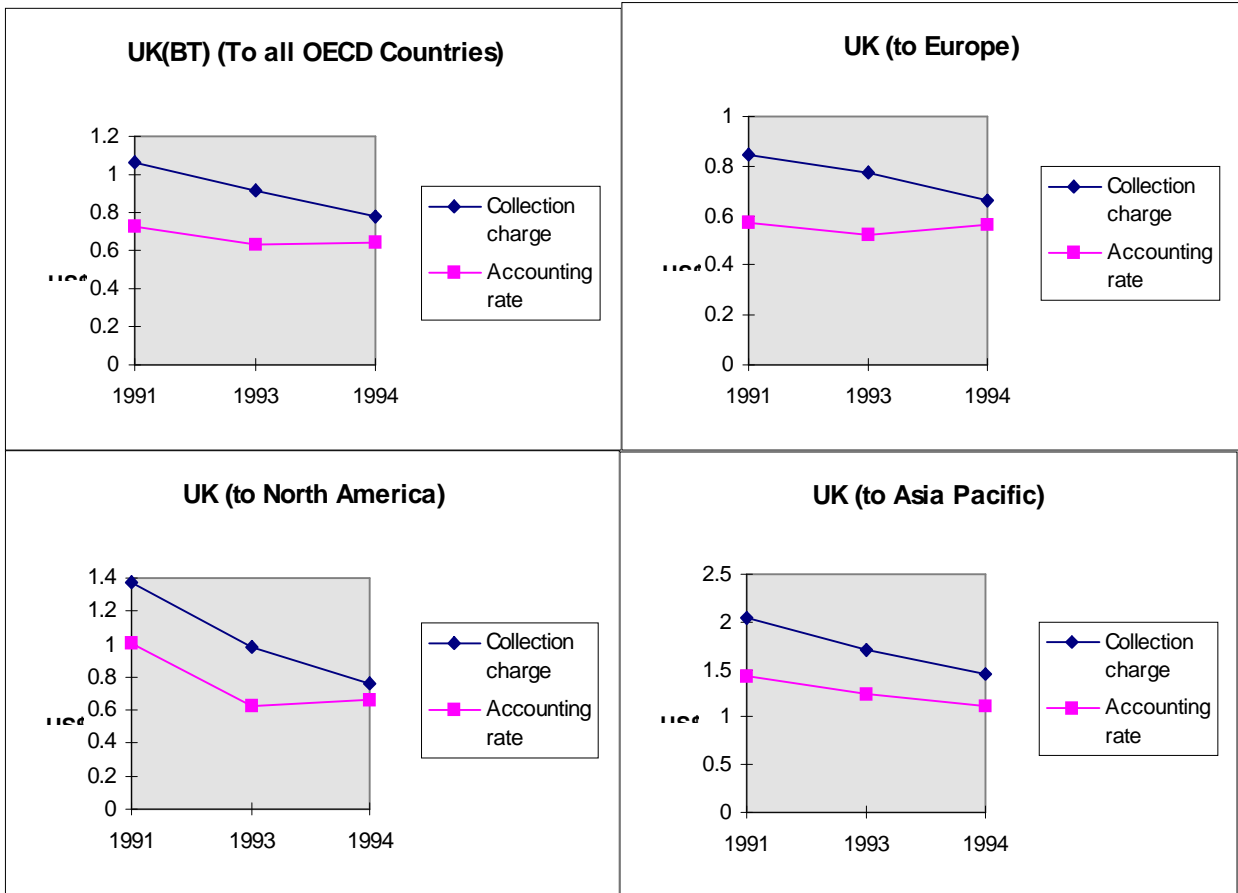 UK(BT) (To all OECD Countries)
1.2
1
0.8
0.6
0.4
0.2
0
1991 1993 1994
Collection
charge
Accounting
rate
UK (to Europe)
1
0.8
0.6
0.4
0.2
0
1991 1993 1994
Collection
charge
Accounting
rate
UK (to North America)
1.4
1.2
1
0.8
0.6
0.4
0.2
0
1991 1993 1994
Collection
charge
Accounting
rate
UK (to Asia Pacific)
2.5
2
1.5
1
0.5
0
1991 1993 1994
Collection
charge
Accounting
rate